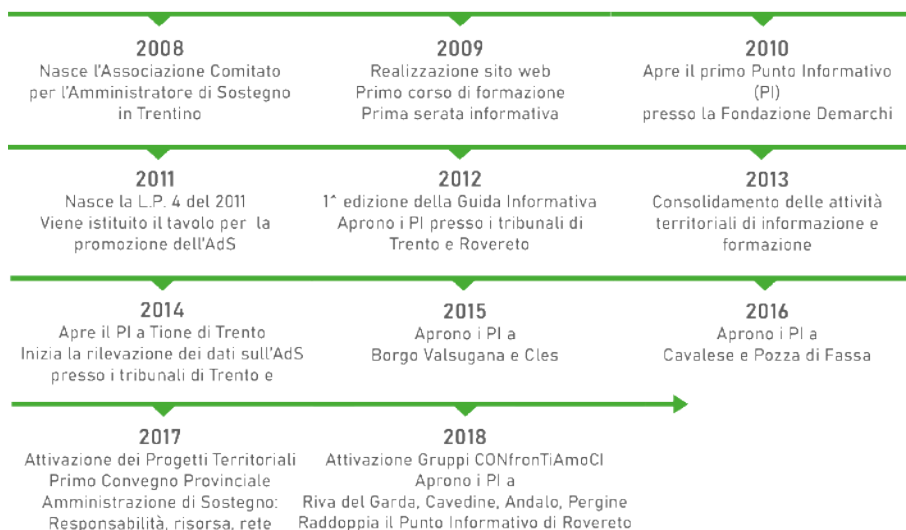 2008
Nasce l'Associazione Comitato
per l'Amministratore di Sostegno
in Trentino
2009
Realizzazione sito web
Primo corso di formazione
Prima serata informativa
2010
Apre il primo Punto Informativo
(PI)
presso la Fondazione Demarchi
2011
Nasce la L.P. 4 del 2011
Viene istituito il tavolo per la
promozione dell'AdS
2012
1^ edizione della Guida Informativa
Aprono i PI presso i tribunali di
Trento e Rovereto
2013
Consolidamento delle attività
territoriali di informazione e
formazione
2014
Apre il PI a Tione di Trento
Inizia la rilevazione dei dati sull'AdS
presso i tribunali di Trento e
2015
Aprono i PI a
Borgo Valsugana e Cles
2016
Aprono i PI a
Cavalese e Pozza di Fassa
2017
Attivazione dei Progetti Territoriali
Primo Convegno Provinciale
Amministrazione di Sostegno:
Responsabilità, risorsa, rete
2018
Attivazione Gruppi CONfronTiAmoCI
Aprono i PI a
Riva del Garda, Cavedine, Andalo, Pergine
Raddoppia il Punto Informativo di Rovereto